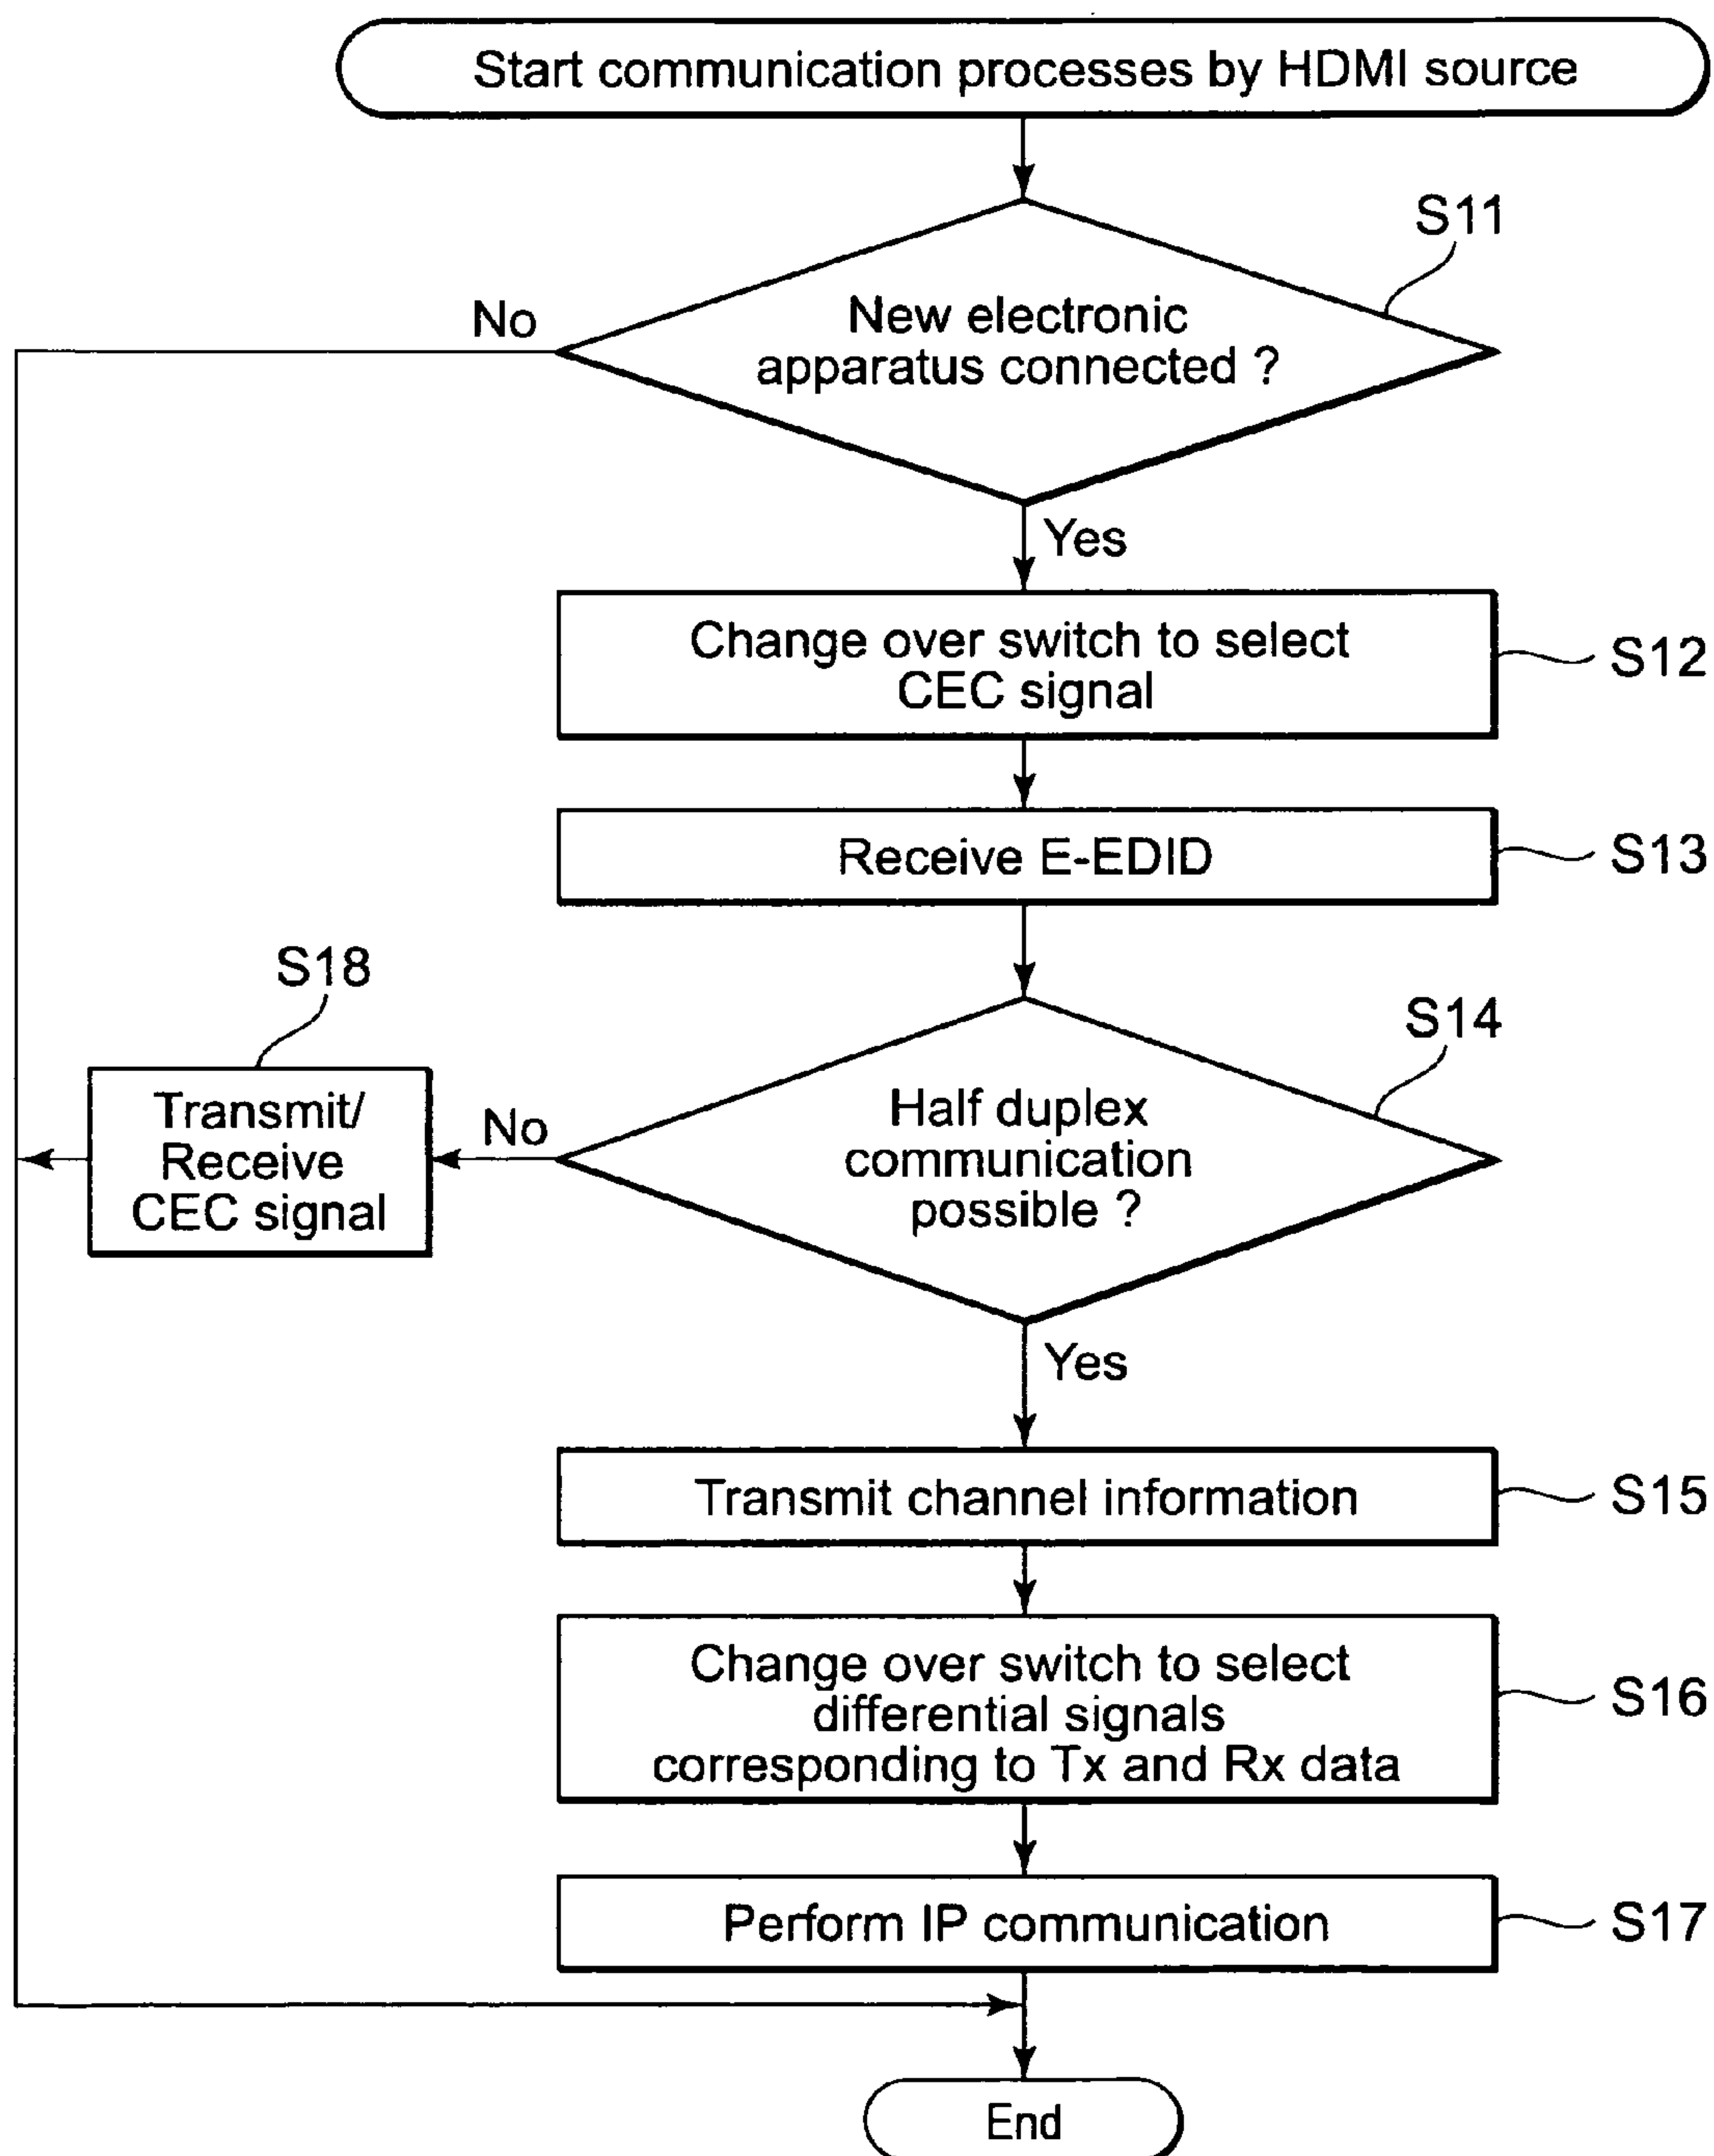 Start communication processes by HDMI source
S11
New electronic
apparatus connected ?
No
Yes
Change over switch to select
CEC signal
S12
Receive E-EDID
S13
S18
S14
Transmit/
Receive
CEC signal
No
Half duplex
communication
possible ?
Yes
Transmit channel information
S15
Change over switch to select
differential signals
corresponding to Tx and Rx data
S16
Perform IP communication
S17
End